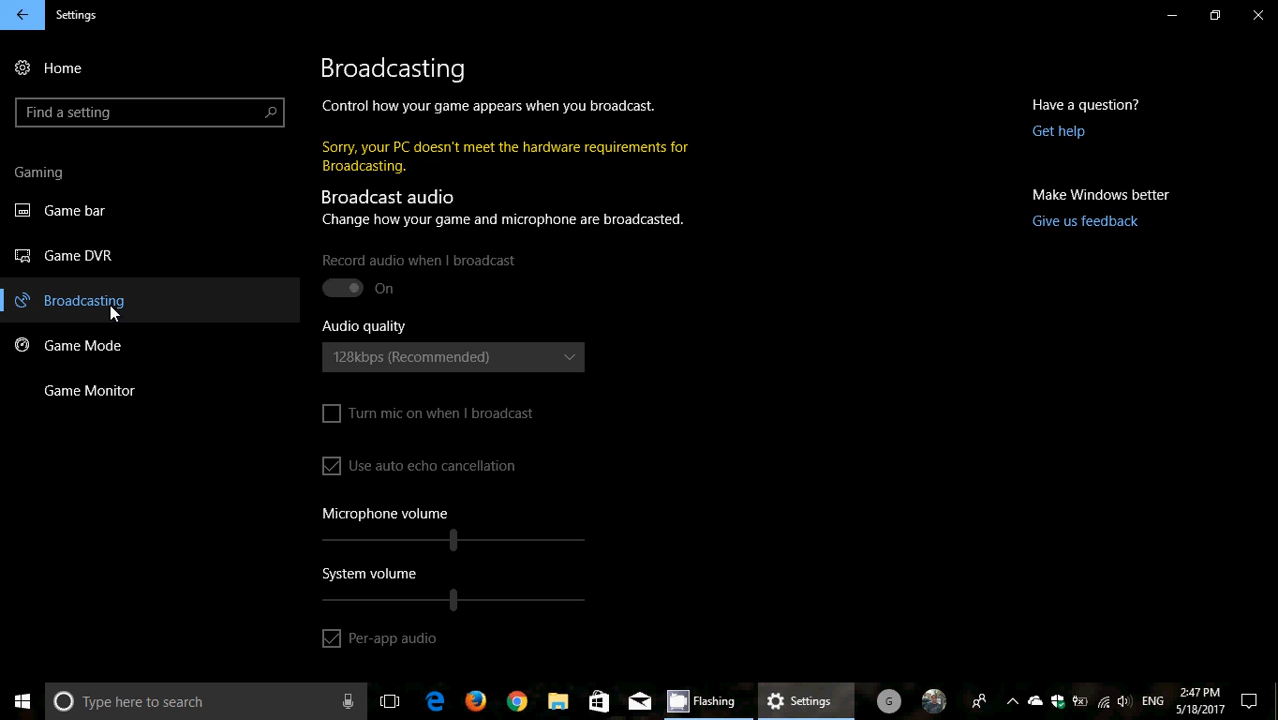 Settings
Home
Find a setting
Gaming
Game bar
Game DVR
Broadcasting
Game Mode
Game Monitor
Broadcasting
Control how your game appears when you broadcast.
Sorry, your PC doesn't meet the hardware requirements for
Broadcasting.
Broadcast audio
Change how your game and microphone are broadcasted.
Record audio when I broadcast
On
Audio quality
128kbps (Recommended)
Turn mic on when I broadcast
Use auto echo cancellation
Microphone volume
System volume
Per-app audio
Have a question?
Get help
Make Windows better
Give us feedback
Type here to search
Flashing
Settings
G
ENG
2:47 PM
5/18/2017